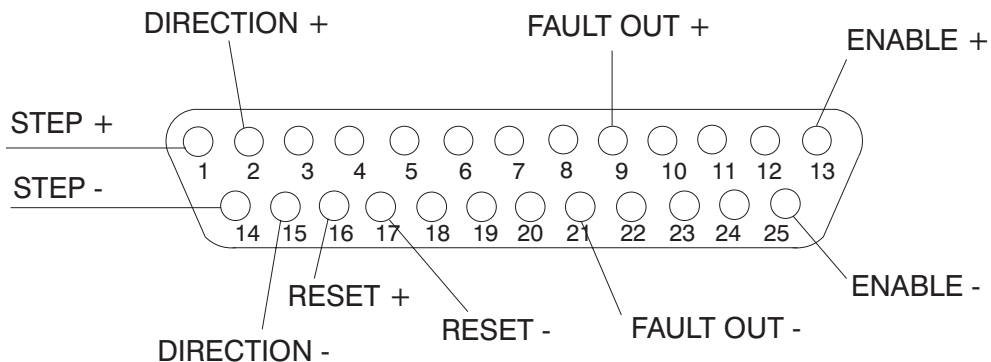 DIRECTION +
FAULT OUT +
ENABLE +
STEP +
1 2 3 4 5 6 7 8 9 10 11 12 13
STEP -
14 15 16 17 18 19 20 21 22 23 24 25
RESET +
ENABLE -
RESET -
FAULT OUT -
DIRECTION -